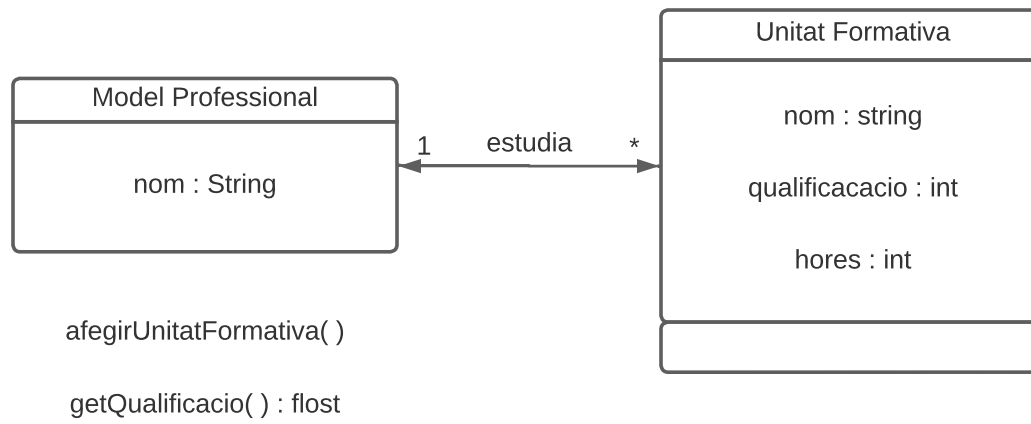 Model Professional
nom : String
afegirUnitatFormativa( )
getQualificacio( ) : flost
1
estudia
*
Unitat Formativa
nom : string
qualificacacio : int
hores : int